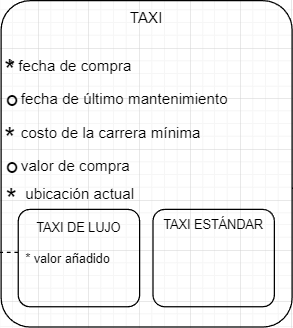 TAXI
* fecha de compra
o fecha de último mantenimiento
* costo de la carrera mínima
o valor de compra
* ubicación actual
TAXI DE LUJO
TAXI ESTÁNDAR
* valor añadido